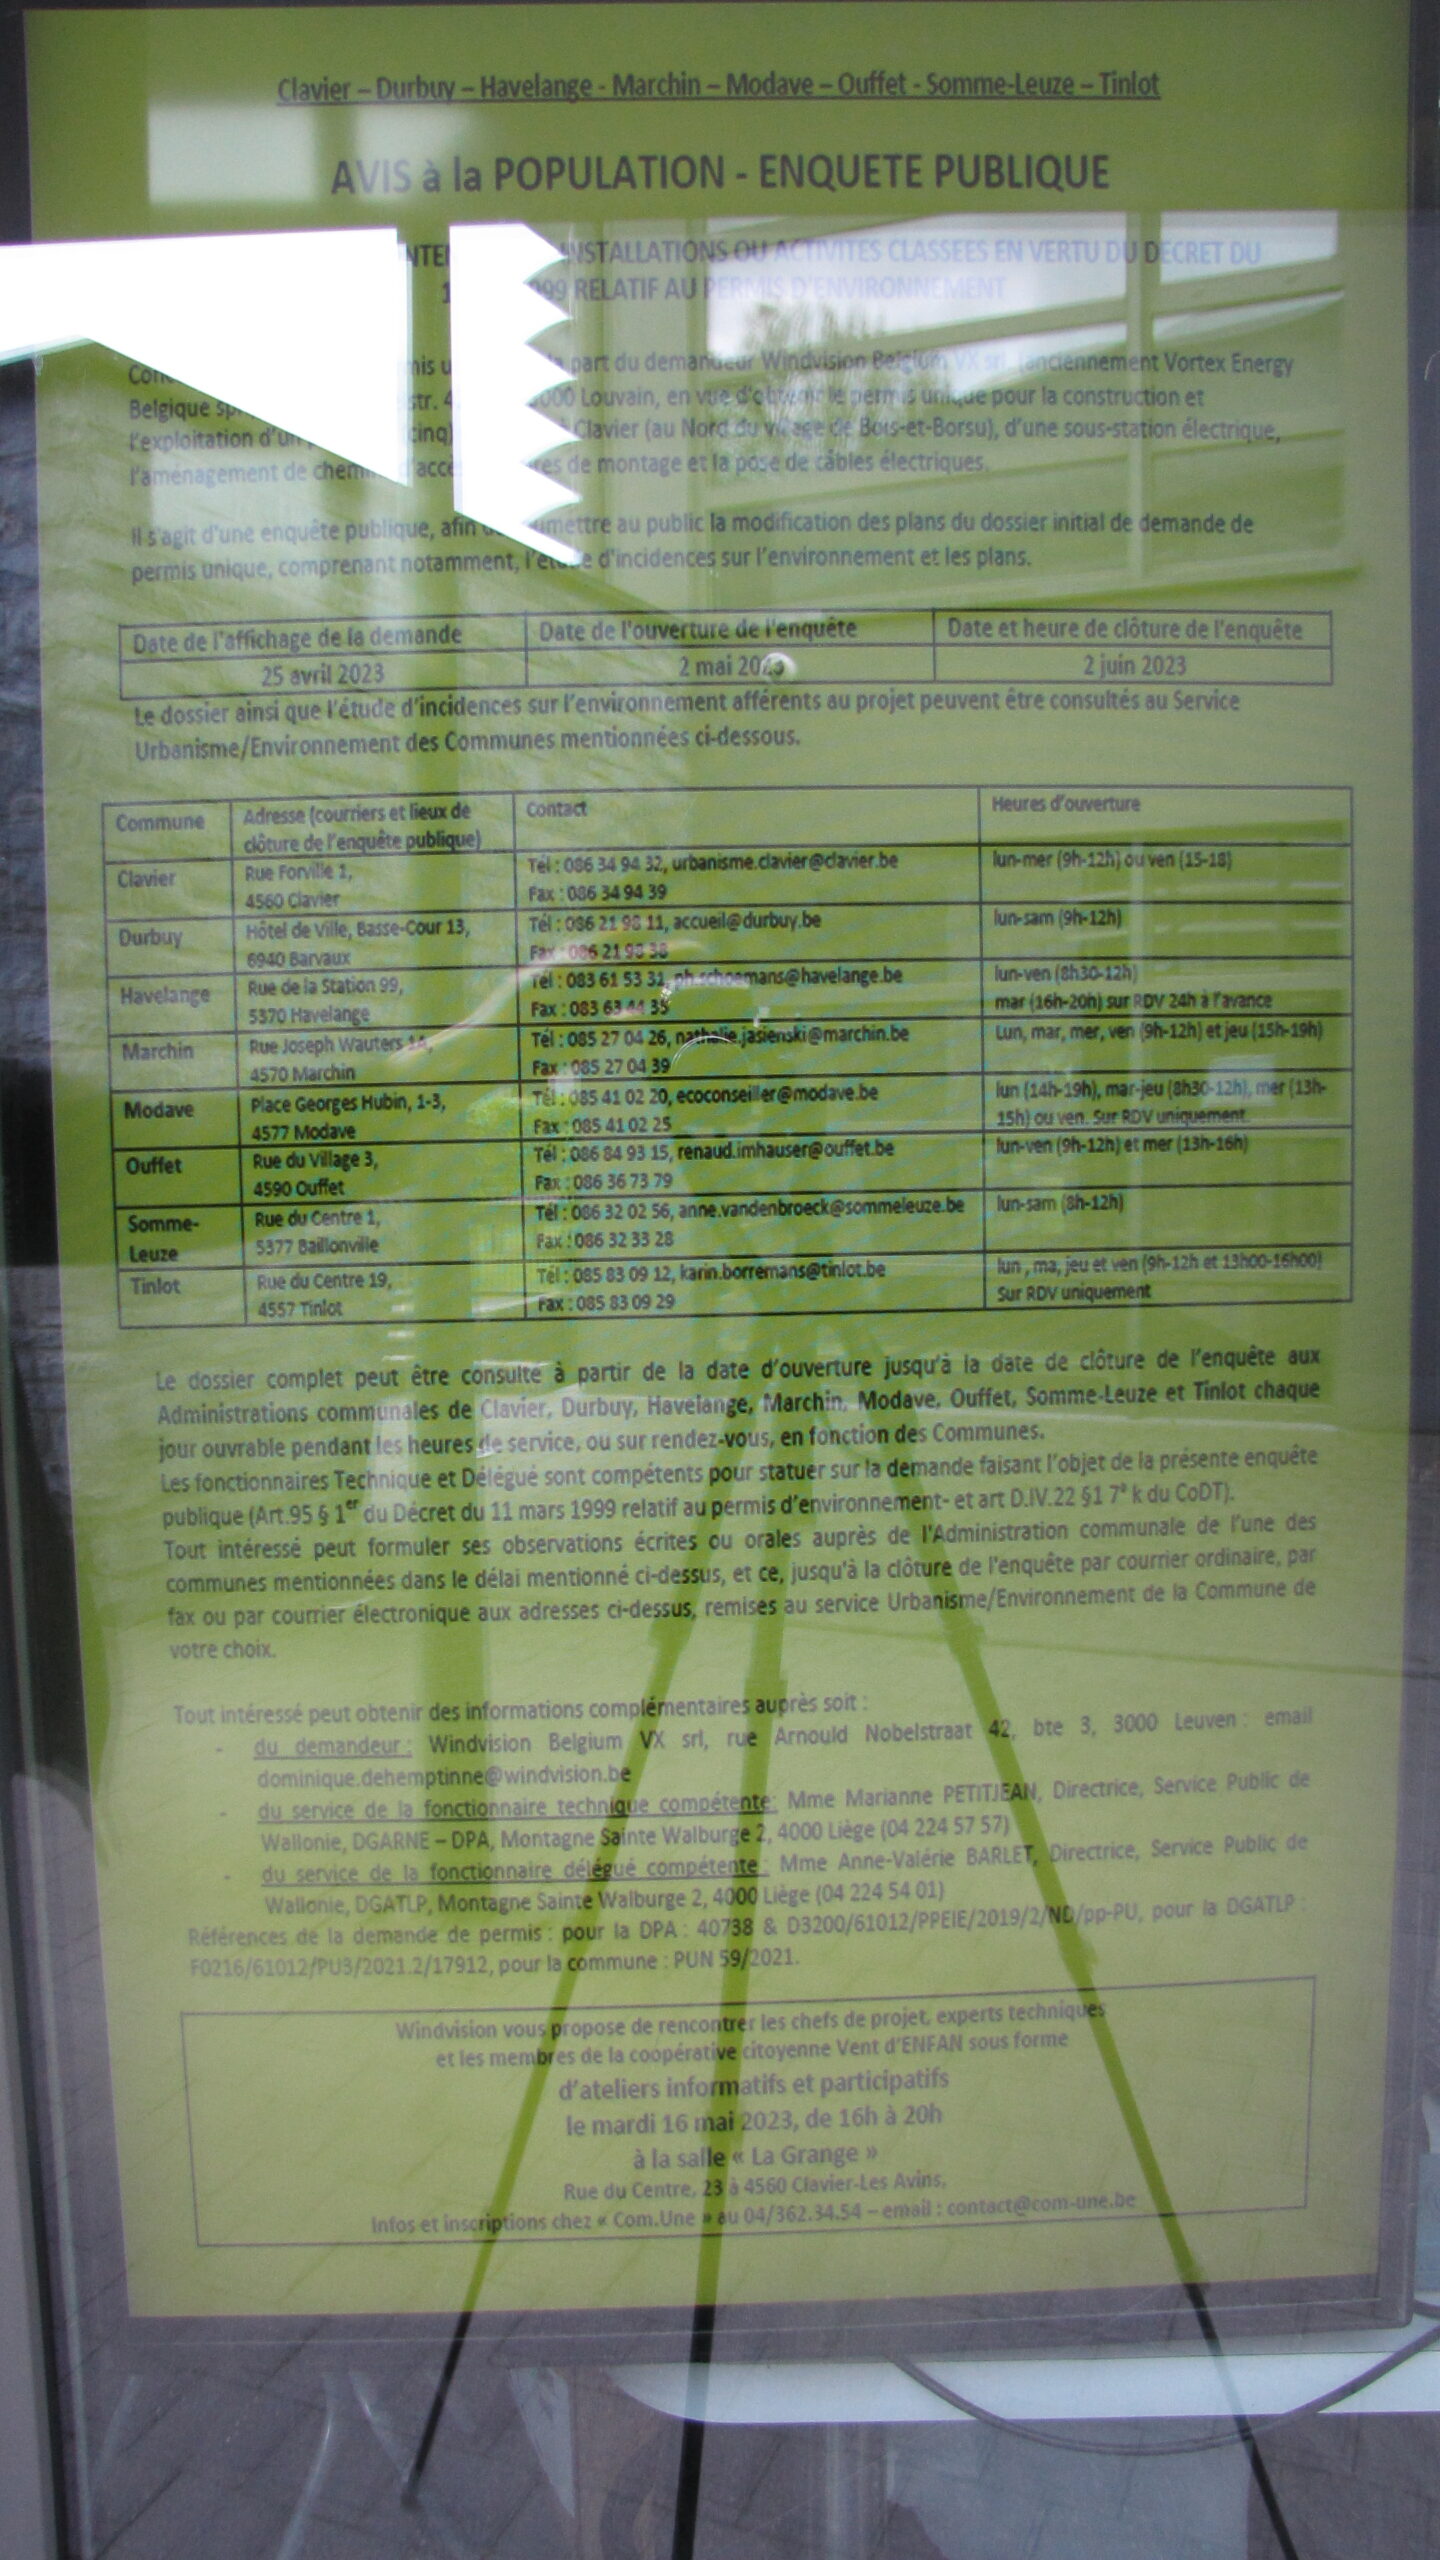 Clavier – Durbuy – Havelange - Marchin – Modave – Ouffet - Somme-Leuze – Tinlot
AVIS à la POPULATION - ENQUETE PUBLIQUE
INSTALLATIONS OU ACTIVITES CLASSEES EN VERTU DU DECRET DU
RELATIF AU PERMIS D'ENVIRONNEMENT
part du demandeur Windvision Belgium VX srl, (anciennement Vortex Energy
Belgique str. Louvain, en vue d'obtenir le permis unique pour la construction et
l'exploitation d'un cinq) Clavier (au Nord du village de Bois-et-Borsu), d'une sous-station électrique,
l'aménagement de de montage et la pose de câbles électriques.
Il s'agit d'une enquête publique, afin au public la modification des plans du dossier initial de demande de
permis unique, comprenant notamment, l'étude d'incidences sur l'environnement et les plans.
Date de l'affichage de la demande Date de l'ouverture de l'enquête Date et heure de clôture de l'enquête
25 avril 2023 2 mai 2023 2 juin 2023
Le dossier ainsi que l'étude d'incidences sur l'environnement afférents au projet peuvent être consultés au Service
Urbanisme/Environnement des Communes mentionnées ci-dessous.
Commune Adresse (courriers et lieux de clôture de l'enquête publique) Contact Heures d'ouverture
Clavier Rue Forville 1, Tél : 086 34 94 32, urbanisme.clavier@clavier.be lun-mer (9h-12h) ou ven (15-18)
4560 Clavier Fax : 086 34 94 39
Durbuy Hôtel de Ville, Basse-Cour 13, Tél : 086 21 98 11, accueil@durbuy.be lun-sam (9h-12h)
6940 Barvaux Fax : 086 21 98 38
Havelange Rue de la Station 99, Tél : 083 61 53 31, ph.schoemans@havelange.be lun-ven (8h30-12h)
5370 Havelange Fax : 083 63 44 35 mar (16h-20h) sur RDV 24h à l'avance
Marchin Rue Joseph Wauters 1A, Tél : 085 27 04 26, nathalie.jasienski@marchin.be Lun, mar, mer, ven (9h-12h) et jeu (15h-19h)
4570 Marchin Fax : 085 27 04 39
Modave Place Georges Hubin, 1-3, Tél : 085 41 02 20, ecoconseiller@modave.be lun (14h-19h), mar-jeu (8h30-12h), mer (13h-
4577 Modave Fax : 085 41 02 25 15h) ou ven. Sur RDV uniquement.
Ouffet Rue du Village 3, Tél : 086 84 93 15, renaud.imhauser@ouffet.be lun-ven (9h-12h) et mer (13h-16h)
4590 Ouffet Fax : 086 36 73 79
Somme- Rue du Centre 1, Tél : 086 32 02 56, anne.vandenbroeck@sommeleuze.be lun-sam (8h-12h)
Leuze 5377 Baillonville Fax : 086 32 33 28
Tinlot Rue du Centre 19, Tél : 085 83 09 12, karin.borremans@tinlot.be lun , ma, jeu et ven (9h-12h et 13h00-16h00)
4557 Tinlot Fax : 085 83 09 29 Sur RDV uniquement
Le dossier complet peut être consulté à partir de la date d'ouverture jusqu'à la date de clôture de l'enquête aux
Administrations communales de Clavier, Durbuy, Havelange, Marchin, Modave, Ouffet, Somme-Leuze et Tinlot chaque
jour ouvrable pendant les heures de service, ou sur rendez-vous, en fonction des Communes.
Les fonctionnaires Technique et Délégué sont compétents pour statuer sur la demande faisant l'objet de la présente enquête
publique (Art.95 § 1er du Décret du 11 mars 1999 relatif au permis d'environnement- et art D.IV.22 §1 7° k du CoDT).
Tout intéressé peut formuler ses observations écrites ou orales auprès de l'Administration communale de l'une des
communes mentionnées dans le délai mentionné ci-dessus, et ce, jusqu'à la clôture de l'enquête par courrier ordinaire, par
fax ou par courrier électronique aux adresses ci-dessus, remises au service Urbanisme/Environnement de la Commune de
votre choix.
Tout intéressé peut obtenir des informations complémentaires auprès soit :
- du demandeur : Windvision Belgium VX srl, rue Arnould Nobelstraat 42, bte 3, 3000 Leuven : email
dominique.dehemptinne@windvision.be
- du service de la fonctionnaire technique compétente: Mme Marianne PETITJEAN, Directrice, Service Public de
Wallonie, DGARNE – DPA, Montagne Sainte Walburge 2, 4000 Liège (04 224 57 57)
- du service de la fonctionnaire délégué compétente : Mme Anne-Valérie BARLET, Directrice, Service Public de
Wallonie, DGATLP, Montagne Sainte Walburge 2, 4000 Liège (04 224 54 01)
Références de la demande de permis : pour la DPA : 40738 & D3200/61012/PPEIE/2019/2/ND/pp-PU, pour la DGATLP :
F0216/61012/PU3/2021.2/17912, pour la commune : PUN 59/2021.
Windvision vous propose de rencontrer les chefs de projet, experts techniques
et les membres de la coopérative citoyenne Vent d'ENFAN sous forme
d'ateliers informatifs et participatifs
le mardi 16 mai 2023, de 16h à 20h
à la salle « La Grange »
Rue du Centre, 23 à 4560 Clavier-Les Avins.
Infos et inscriptions chez « Com.Une » au 04/362.34.54 – email : contact@com-une.be